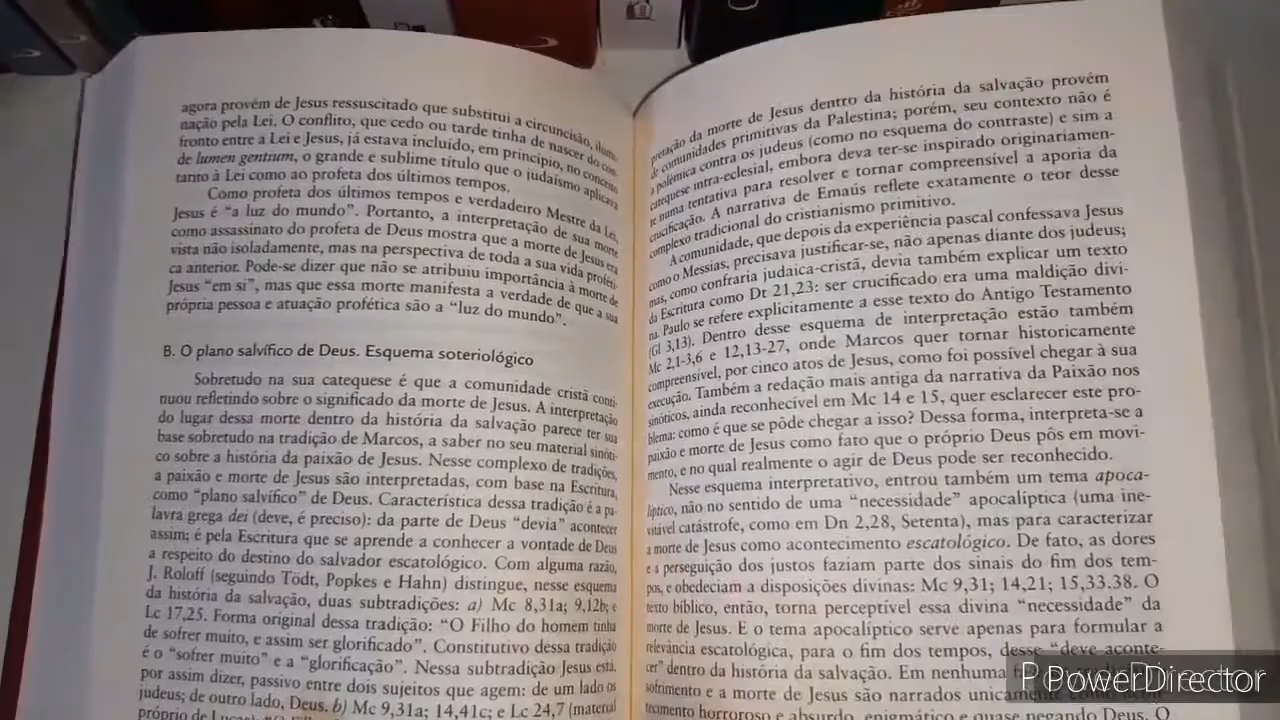 agora provém de Jesus ressuscitado que substitui a circuncisão, ilumi-
nação pela Lei. O conflito, que cedo ou tarde tinha de nascer do con-
fronto entre a Lei e Jesus, já estava incluído, em princípio, no conceito
de lumen gentrum, o grande e sublime título que o judaísmo aplicava
tanto à Lei como ao profeta dos últimos tempos.
Como profeta dos últimos tempos e verdadeiro Mestre da Lei,
Jesus é “a luz do mundo”. Portanto, a interpretação de sua morte
como assassinato do profeta de Deus mostra que a morte de Jesus era
vista não isoladamente, mas na perspectiva de toda a sua vida proféti-
ca anterior. Pode-se dizer que não se atribuiu importância à morte de
Jesus “em si”, mas que essa morte manifesta a verdade de que a sua
própria pessoa e atuação profética são a “luz do mundo”.
B. O plano salvífico de Deus. Esquema soteriológico
Sobretudo na sua catequese é que a comunidade cristã conti-
nuou refletindo sobre o significado da morte de Jesus. A interpretação
do lugar dessa morte dentro da história da salvação parece ter sua
base sobretudo na tradição de Marcos, a saber no seu material sinóti-
co sobre a história da paixão de Jesus. Nesse complexo de tradições,
a paixão e morte de Jesus são interpretadas, com base na Escritura,
como “plano salvífico” de Deus. Característica dessa tradição é a pa-
lavra grega dei (deve, é preciso): da parte de Deus “devia” acontecer
assim; é pela Escritura que se aprende a conhecer a vontade de Deus
a respeito do destino do salvador escatológico. Com alguma razão,
J. Roloff (seguindo Tödt, Popkes e Hahn) distingue, nesse esquema
da história da salvação, duas subtradições: a) Mc 8,31a; 9,12b; e
Lc 17,25. Forma original dessa tradição: “O Filho do homem tinha
de sofrer muito, e assim ser glorificado”. Constitutivo dessa tradição
é o “sofrer muito” e a “glorificação”. Nessa subtradição Jesus está,
por assim dizer, passivo entre dois sujeitos que agem: de um lado os
judeus; de outro lado, Deus. b) Mc 9,31a; 14,41c; e Lc 24,7 (material
próprio de
pretação da morte de Jesus dentro da história da salvação provém
de comunidades primitivas da Palestina; porém, seu contexto não é
a polêmica contra os judeus (como no esquema do contraste) e sim a
catequese intra-eclesial, embora deva ter-se inspirado originariamen-
te numa tentativa para resolver e tornar compreensível a aporia da
crucificação. A narrativa de Emaús reflete exatamente o teor desse
complexo tradicional do cristianismo primitivo.
A comunidade, que depois da experiência pascal confessava Jesus
como o Messias, precisava justificar-se, não apenas diante dos judeus;
mas, como confraria judaica-cristã, devia também explicar um texto
da Escritura como Dt 21,23: ser crucificado era uma maldição divi-
na. Paulo se refere explicitamente a esse texto do Antigo Testamento
(Gl 3,13). Dentro desse esquema de interpretação estão também
Mc 2,1-3,6 e 12,13-27, onde Marcos quer tornar historicamente
compreensível, por cinco atos de Jesus, como foi possível chegar à sua
execução. Também a redação mais antiga da narrativa da Paixão nos
sinóticos, ainda reconhecível em Mc 14 e 15, quer esclarecer este pro-
blema: como é que se pôde chegar a isso? Dessa forma, interpreta-se a
paixão e morte de Jesus como fato que o próprio Deus pôs em movi-
mento, e no qual realmente o agir de Deus pode ser reconhecido.
Nesse esquema interpretativo, entrou também um tema apoca-
líptico, não no sentido de uma “necessidade” apocalíptica (uma ine-
vitável catástrofe, como em Dn 2,28, Setenta), mas para caracterizar
a morte de Jesus como acontecimento escatológico. De fato, as dores
e a perseguição dos justos faziam parte dos sinais do fim dos tem-
pos, e obedeciam a disposições divinas: Mc 9,31; 14,21; 15,33.38. O
texto bíblico, então, torna perceptível essa divina “necessidade” da
morte de Jesus. E o tema apocalíptico serve apenas para formular a
relevância escatológica, para o fim dos tempos, desse “deve aconte-
cer” dentro da história da salvação. Em nenhuma
sofrimento e a morte de Jesus são narrados unicamente
tecimento horroroso e absurdo, enigmático e quase negando Deus. O
P PowerDirector